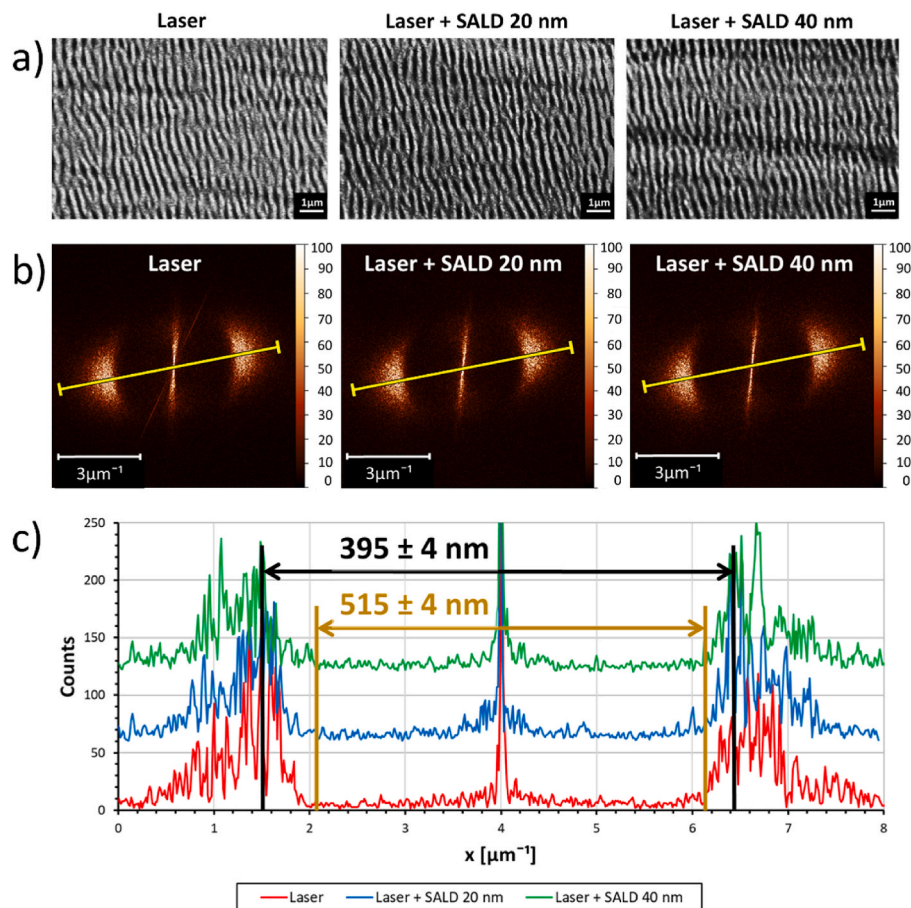 Laser
Laser + SALD 20 nm
Laser + SALD 40 nm
a)
1μm
1μm
1μm
b)
Laser
100
90
80
70
60
50
40
30
20
10
0
3μm⁻¹
Laser + SALD 20 nm
100
90
80
70
60
50
40
30
20
10
0
3μm⁻¹
Laser + SALD 40 nm
100
90
80
70
60
50
40
30
20
10
0
3μm⁻¹
c)
250
200
150
100
50
0
Counts
395 ± 4 nm
515 ± 4 nm
0 1 2 3 4 5 6 7 8
x [μm⁻¹]
Laser Laser + SALD 20 nm Laser + SALD 40 nm